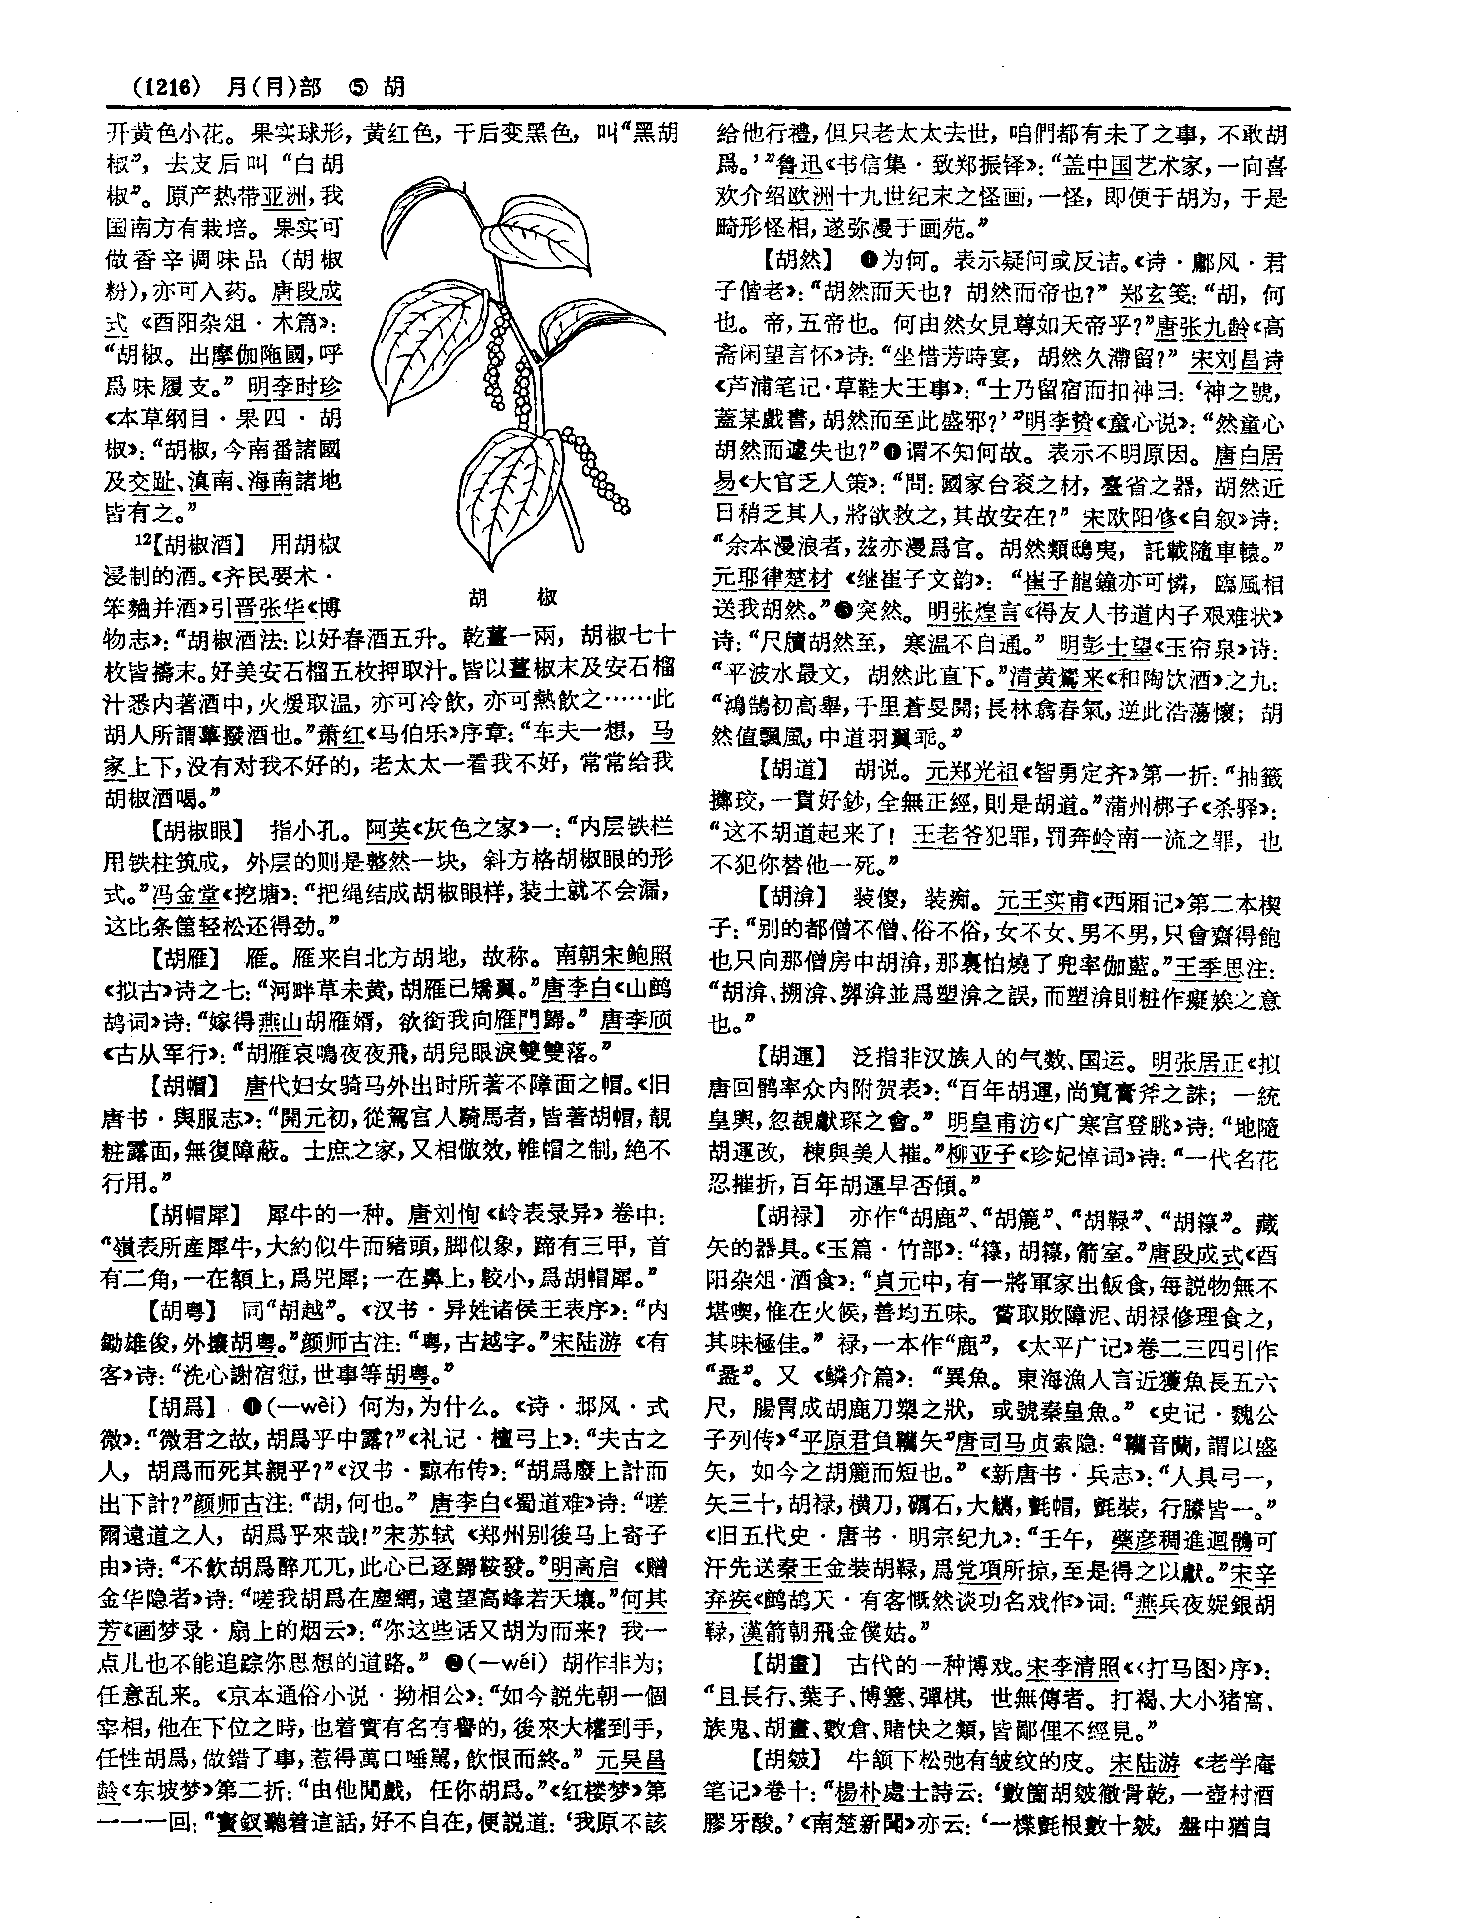 (1216) 月(月)部 ⑤ 胡
开黄色小花。果实球形，黄红色，干后变黑色，叫“黑胡
椒”，去皮后叫“白胡
椒”。原产热带亚洲，我
国南方有栽培。果实可
做香辛调味品（胡椒
粉），亦可入药。唐段成
式《酉阳杂俎·木篇》：
“胡椒。出摩伽陁國，呼
爲味履支。”明李时珍
《本草纲目·果四·胡
椒》：“胡椒，今南番諸國
及交趾、滇南、海南諸地
皆有之。”
12【胡椒酒】 用胡椒
浸制的酒。《齐民要术·
笨麯并酒》引晋张华《博
胡 椒
物志》：“胡椒酒法：以好春酒五升。乾薑一兩，胡椒七十
枚皆擣末。好美安石榴五枚押取汁。皆以薑椒末及安石榴
汁悉内著酒中，火煖取温，亦可冷飲，亦可熱飲之……此
胡人所謂蓽撥酒也。”萧红《马伯乐》序章：“车夫一想，马
家上下，没有对我不好的，老太太一看我不好，常常给我
胡椒酒喝。”
【胡椒眼】 指小孔。阿英《灰色之家》一：“内层铁栏
用铁柱筑成，外层的则是整然一块，斜方格胡椒眼的形
式。”冯金堂《挖塘》：“把绳结成胡椒眼样，装土就不会漏，
这比条筐轻松还得劲。”
【胡雁】 雁。雁来自北方胡地，故称。南朝宋鲍照
《拟古》诗之七：“河畔草未黄，胡雁已矯翼。”唐李白《山鹧
鸪词》诗：“嫁得燕山胡雁婿，欲銜我向雁門歸。”唐李颀
《古从军行》：“胡雁哀鳴夜夜飛，胡兒眼淚雙雙落。”
【胡帽】 唐代妇女骑马外出时所著不障面之帽。《旧
唐书·舆服志》：“開元初，從駕宫人騎馬者，皆著胡帽，靚
粧露面，無復障蔽。士庶之家，又相倣效，帷帽之制，絶不
行用。”
【胡帽犀】 犀牛的一种。唐刘恂《岭表录异》卷中：
“嶺表所産犀牛，大約似牛而豬頭，脚似象，蹄有三甲，首
有二角，一在額上，爲兕犀；一在鼻上，較小，爲胡帽犀。”
【胡粤】 同“胡越”。《汉书·异姓诸侯王表序》：“内
鋤雄俊，外攘胡粤。”颜师古注：“粤，古越字。”宋陆游《有
客》诗：“洗心謝宿愆，世事等胡粤。”
【胡爲】 ❶(—wèi) 何为，为什么。《诗·邶风·式
微》：“微君之故，胡爲乎中露？”《礼记·檀弓上》：“夫古之
人，胡爲而死其親乎？”《汉书·黥布传》：“胡爲廢上計而
出下計？”颜师古注：“胡，何也。”唐李白《蜀道难》诗：“嗟
爾遠道之人，胡爲乎來哉！”宋苏轼《郑州别後马上寄子
由》诗：“不飲胡爲醉兀兀，此心已逐歸鞍發。”明高启《赠
金华隐者》诗：“嗟我胡爲在塵網，遠望高峰若天壤。”何其
芳《画梦录·扇上的烟云》：“你这些话又胡为而来？我一
点儿也不能追踪你思想的道路。”❷(—wéi) 胡作非为；
任意乱来。《京本通俗小说·拗相公》：“如今説先朝一個
宰相，他在下位之時，也着實有名有譽的，後來大權到手，
任性胡爲，做錯了事，惹得萬口唾駡，飲恨而終。”元吴昌
龄《东坡梦》第二折：“由他閒戲，任你胡爲。”《红楼梦》第
一一一回：“寳釵聽着這話，好不自在，便説道：‘我原不該
给他行禮，但只老太太去世，咱們都有未了之事，不敢胡
爲。’”鲁迅《书信集·致郑振铎》：“盖中国艺术家，一向喜
欢介绍欧洲十九世纪末之怪画，一怪，即便于胡为，于是
畸形怪相，遂弥漫于画苑。”
【胡然】 ❶为何。表示疑问或反诘。《诗·鄘风·君
子偕老》：“胡然而天也？胡然而帝也？”郑玄笺：“胡，何
也。帝，五帝也。何由然女見尊如天帝乎？”唐张九龄《高
斋闲望言怀》诗：“坐惜芳時宴，胡然久滯留？”宋刘昌诗
《芦浦笔记·草鞋大王事》：“士乃留宿而扣神曰：‘神之號，
蓋某戲書，胡然而至此盛邪？’”明李贽《童心说》：“然童心
胡然而遽失也？”❷谓不知何故。表示不明原因。唐白居
易《大官乏人策》：“問：國家台衮之材，臺省之器，胡然近
日稍乏其人，將欲救之，其故安在？”宋欧阳修《自叙》诗：
“余本漫浪者，兹亦漫爲官。胡然類鴟夷，託載隨車轅。”
元耶律楚材《继崔子文韵》：“崔子龍鐘亦可憐，臨風相
送我胡然。”❸突然。明张煌言《得友人书道内子艰难状》
诗：“尺牘胡然至，寒温不自通。”明彭士望《玉帘泉》诗：
“平波水最文，胡然此直下。”清黄鷟来《和陶饮酒》之九：
“鴻鵠初高舉，千里蒼旻開；長林翕春氣，逆此浩蕩懷；胡
然值飄風，中道羽翼乖。”
【胡道】 胡说。元郑光祖《智勇定齐》第一折：“抽籤
擲珓，一貫好鈔，全無正經，則是胡道。”蒲州梆子《杀驿》：
“这不胡道起来了！王老爷犯罪，罚奔岭南一流之罪，也
不犯你替他一死。”
【胡渰】 装傻，装痴。元王实甫《西厢记》第二本楔
子：“别的都僧不僧、俗不俗，女不女、男不男，只會齋得飽
也只向那僧房中胡渰，那裏怕燒了兜率伽藍。”王季思注：
“胡渰、搠渰、嫋渰並爲塑渰之誤，而塑渰則粧作癡娭之意
也。”
【胡運】 泛指非汉族人的气数、国运。明张居正《拟
唐回鹘率众内附贺表》：“百年胡運，尚寬膏斧之誅；一統
皇輿，忽覩獻琛之會。”明皇甫汸《广寒宫登眺》诗：“地隨
胡運改，棟與美人摧。”柳亚子《珍妃悼词》诗：“一代名花
忍摧折，百年胡運早否傾。”
【胡禄】 亦作“胡鹿”、“胡簏”、“胡䩮”、“胡簶”。藏
矢的器具。《玉篇·竹部》：“簶，胡簶，箭室。”唐段成式《酉
阳杂俎·酒食》：“貞元中，有一將軍家出飯食，每説物無不
堪喫，惟在火候，善均五味。嘗取敗障泥、胡禄修理食之，
其味極佳。”禄，一本作“鹿”，《太平广记》卷二三四引作
“盝”。又《鳞介篇》：“異魚。東海漁人言近獲魚長五六
尺，腸胃成胡鹿刀槊之狀，或號秦皇魚。”《史记·魏公
子列传》“平原君負韊矢”唐司马贞索隐：“韊音蘭，謂以盛
矢，如今之胡簏而短也。”《新唐书·兵志》：“人具弓一，
矢三十，胡禄，横刀，礪石，大觿，氈帽，氈裝，行縢皆一。”
《旧五代史·唐书·明宗纪九》：“壬午，藥彦稠進迴鶻可
汗先送秦王金装胡䩮，爲党項所掠，至是得之以獻。”宋辛
弃疾《鹧鸪天·有客慨然谈功名戏作》词：“燕兵夜娖銀胡
䩮，漢箭朝飛金僕姑。”
【胡畫】 古代的一种博戏。宋李清照《〈打马图〉序》：
“且長行、葉子、博簺、彈棋，世無傳者。打褐、大小猪窩、
族鬼、胡畫、數倉、賭快之類，皆鄙俚不經見。”
【胡皴】 牛颔下松弛有皱纹的皮。宋陆游《老学庵
笔记》卷十：“楊朴處士詩云：‘數箇胡皴徹骨乾，一壺村酒
膠牙酸。’《南楚新聞》亦云：‘一楪氈根數十皴，盤中猶自